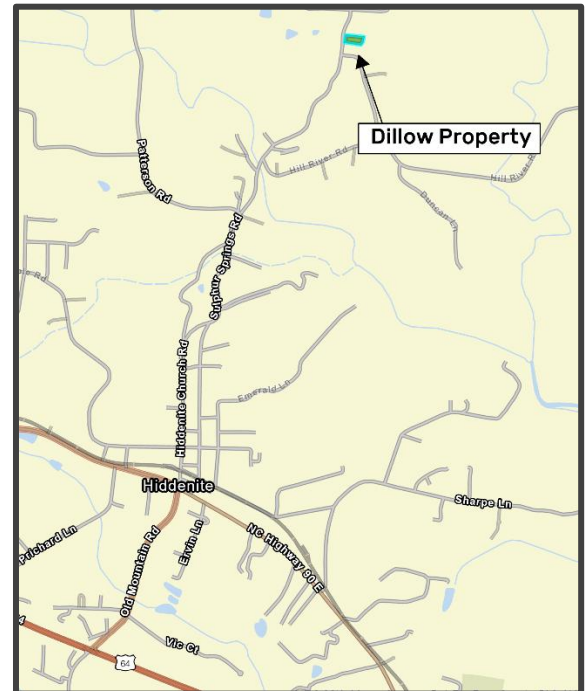 Dillow Property
Hill River Rd
Hill River R
Patterson Rd
Duncan Ln
Sulphur Springs Rd
Rd
Hiddenite Church Rd
Emerald Ln
Hiddenite
Sharpe Ln
NC Highway 90 E
Prichard Ln
Ervin Ln
Old Mountain Rd
Vic Ct
64